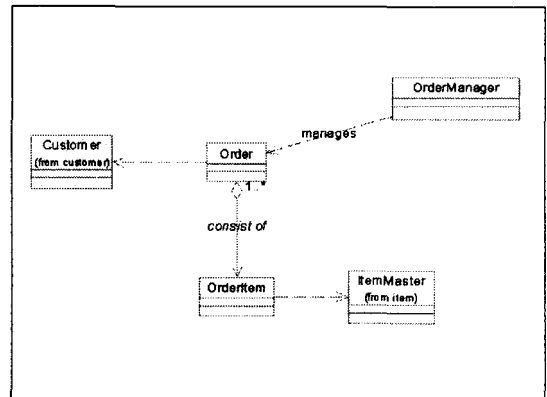 OrderManager
manages
Customer
(from customer)
Order
1..*
consist of
OrderItem
ItemMaster
(from item)